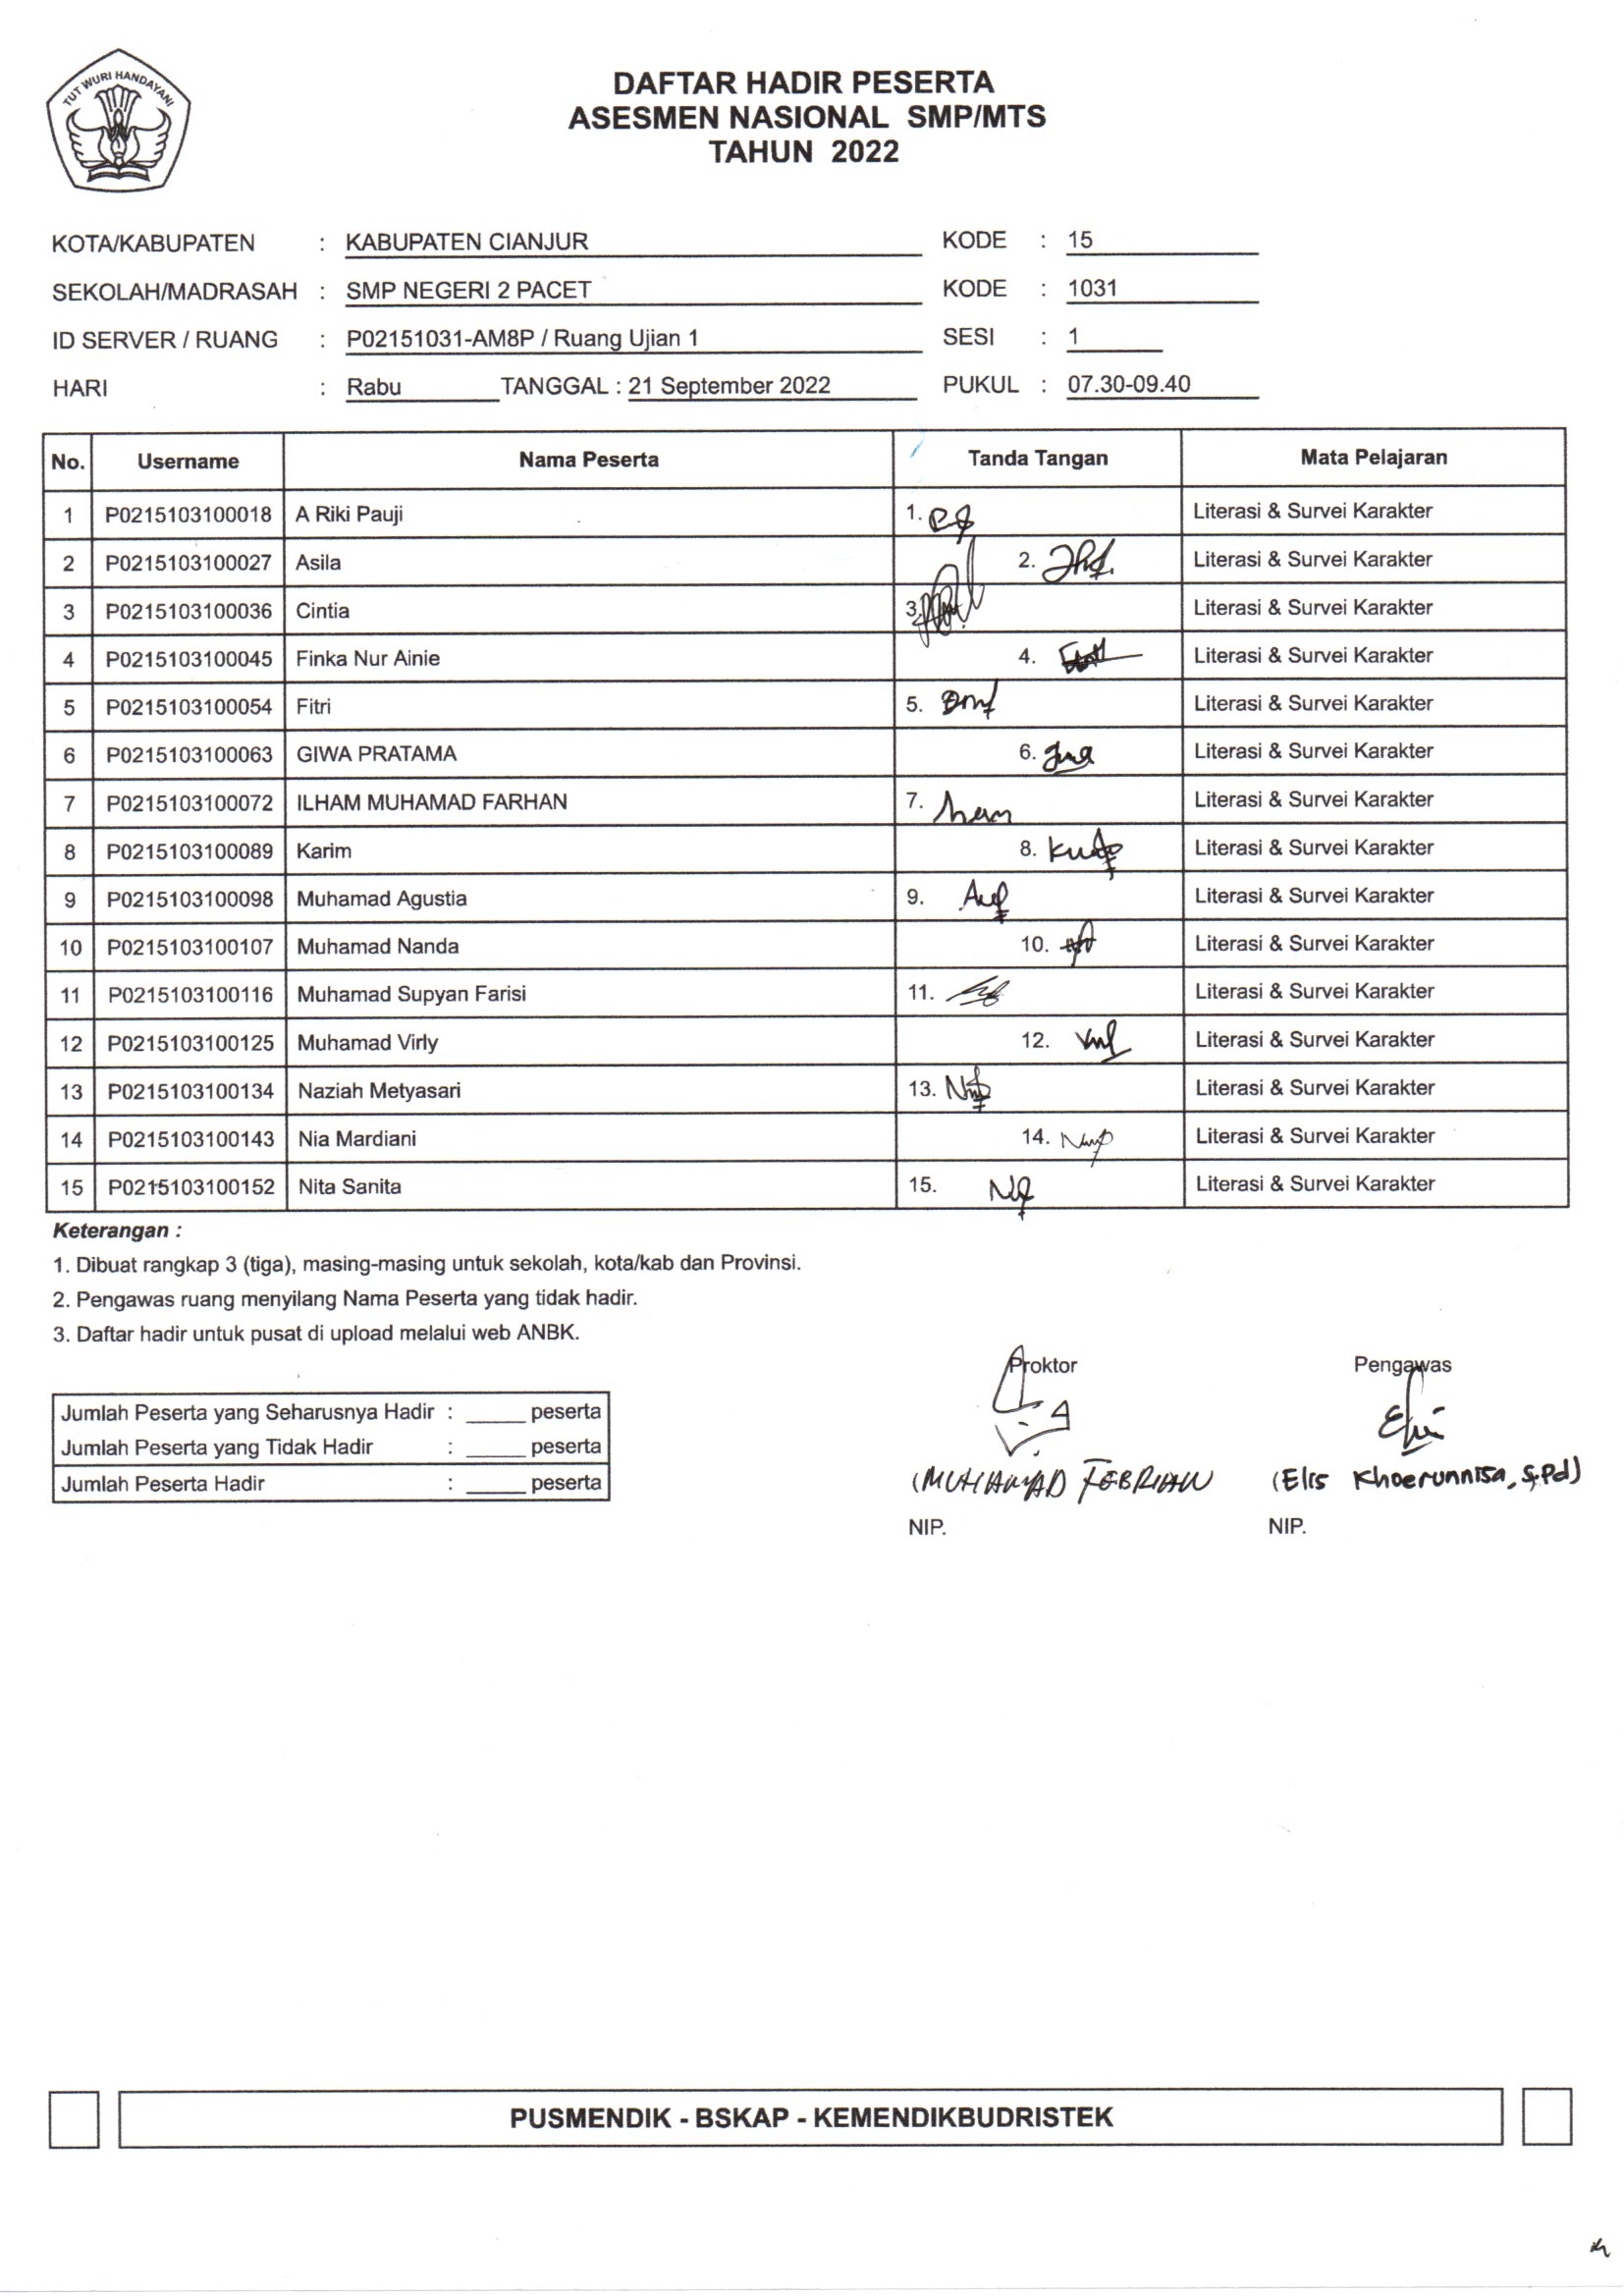 TUT WURI HANDAYANI
DAFTAR HADIR PESERTA
ASESMEN NASIONAL SMP/MTS
TAHUN 2022
KOTA/KABUPATEN : KABUPATEN CIANJUR KODE : 15
SEKOLAH/MADRASAH : SMP NEGERI 2 PACET KODE : 1031
ID SERVER / RUANG : P02151031-AM8P / Ruang Ujian 1 SESI : 1
HARI : Rabu TANGGAL : 21 September 2022 PUKUL : 07.30-09.40
No. Username Nama Peserta Tanda Tangan Mata Pelajaran
1 P0215103100018 A Riki Pauji 1. Literasi & Survei Karakter
2 P0215103100027 Asila 2. Literasi & Survei Karakter
3 P0215103100036 Cintia 3. Literasi & Survei Karakter
4 P0215103100045 Finka Nur Ainie 4. Literasi & Survei Karakter
5 P0215103100054 Fitri 5. Literasi & Survei Karakter
6 P0215103100063 GIWA PRATAMA 6. Literasi & Survei Karakter
7 P0215103100072 ILHAM MUHAMAD FARHAN 7. Literasi & Survei Karakter
8 P0215103100089 Karim 8. Literasi & Survei Karakter
9 P0215103100098 Muhamad Agustia 9. Literasi & Survei Karakter
10 P0215103100107 Muhamad Nanda 10. Literasi & Survei Karakter
11 P0215103100116 Muhamad Supyan Farisi 11. Literasi & Survei Karakter
12 P0215103100125 Muhamad Virly 12. Literasi & Survei Karakter
13 P0215103100134 Naziah Metyasari 13. Literasi & Survei Karakter
14 P0215103100143 Nia Mardiani 14. Literasi & Survei Karakter
15 P0215103100152 Nita Sanita 15. Literasi & Survei Karakter
Keterangan :
1. Dibuat rangkap 3 (tiga), masing-masing untuk sekolah, kota/kab dan Provinsi.
2. Pengawas ruang menyilang Nama Peserta yang tidak hadir.
3. Daftar hadir untuk pusat di upload melalui web ANBK.
Proktor Pengawas
Jumlah Peserta yang Seharusnya Hadir : _____ peserta
Jumlah Peserta yang Tidak Hadir : _____ peserta
Jumlah Peserta Hadir : _____ peserta
(MUHAMAD FEBRIAN (Elis Khoerunnisa, S.Pd)
NIP. NIP.
PUSMENDIK - BSKAP - KEMENDIKBUDRISTEK